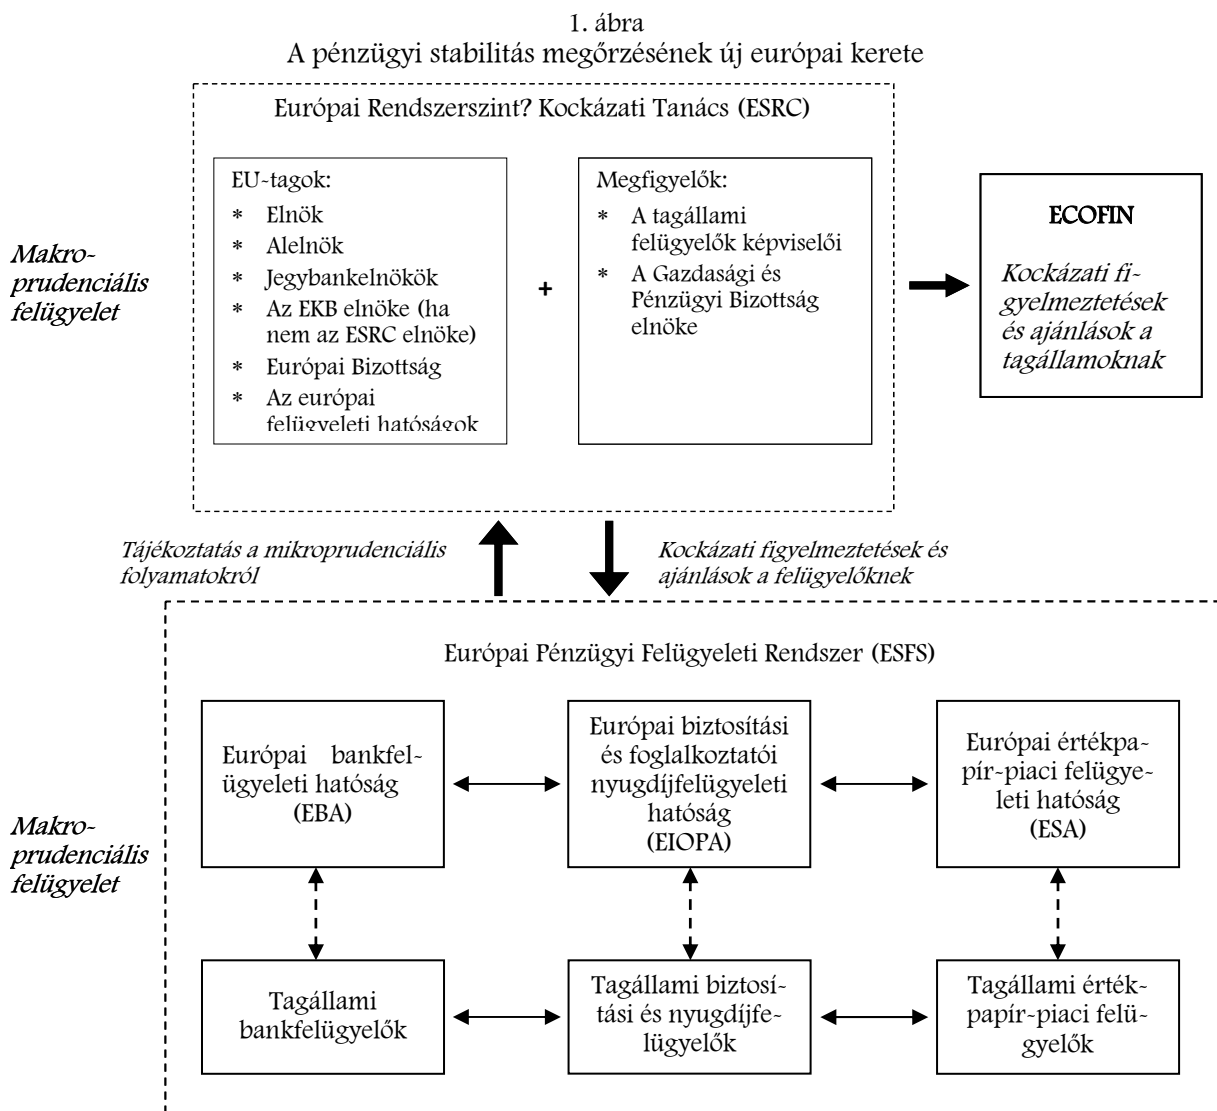 1. ábra
A pénzügyi stabilitás megőrzésének új európai kerete
Európai Rendszerszint? Kockázati Tanács (ESRC)
Makro-
prudenciális
felügyelet
EU-tagok:
* Elnök
* Alelnök
* Jegybankelnökök
* Az EKB elnöke (ha
nem az ESRC elnöke)
* Európai Bizottság
* Az európai
felügyeleti hatóságok
+
Megfigyelők:
* A tagállami
felügyelők képviselői
* A Gazdasági és
Pénzügyi Bizottság
elnöke
ECOFIN
Kockázati fi-
gyelmeztetések
és ajánlások a
tagállamoknak
Tájékoztatás a mikroprudenciális
folyamatokról
Kockázati figyelmeztetések és
ajánlások a felügyelőknek
Európai Pénzügyi Felügyeleti Rendszer (ESFS)
Makro-
prudenciális
felügyelet
Európai bankfel-
ügyeleti hatóság
(EBA)
Európai biztosítási
és foglalkoztatói
nyugdíjfelügyeleti
hatóság
(EIOPA)
Európai értékpa-
pír-piaci felügye-
leti hatóság
(ESA)
Tagállami
bankfelügyelők
Tagállami biztosí-
tási és nyugdíjfe-
lügyelők
Tagállami érték-
papír-piaci felü-
gyelők